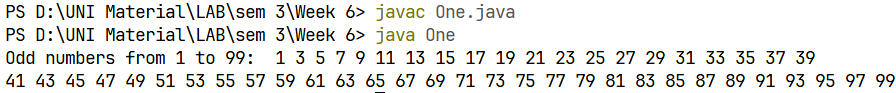 PS D:\UNI Material\LAB\sem 3\Week 6> javac One.java
PS D:\UNI Material\LAB\sem 3\Week 6> java One
Odd numbers from 1 to 99:  1 3 5 7 9 11 13 15 17 19 21 23 25 27 29 31 33 35 37 39
41 43 45 47 49 51 53 55 57 59 61 63 65 67 69 71 73 75 77 79 81 83 85 87 89 91 93 95 97 99